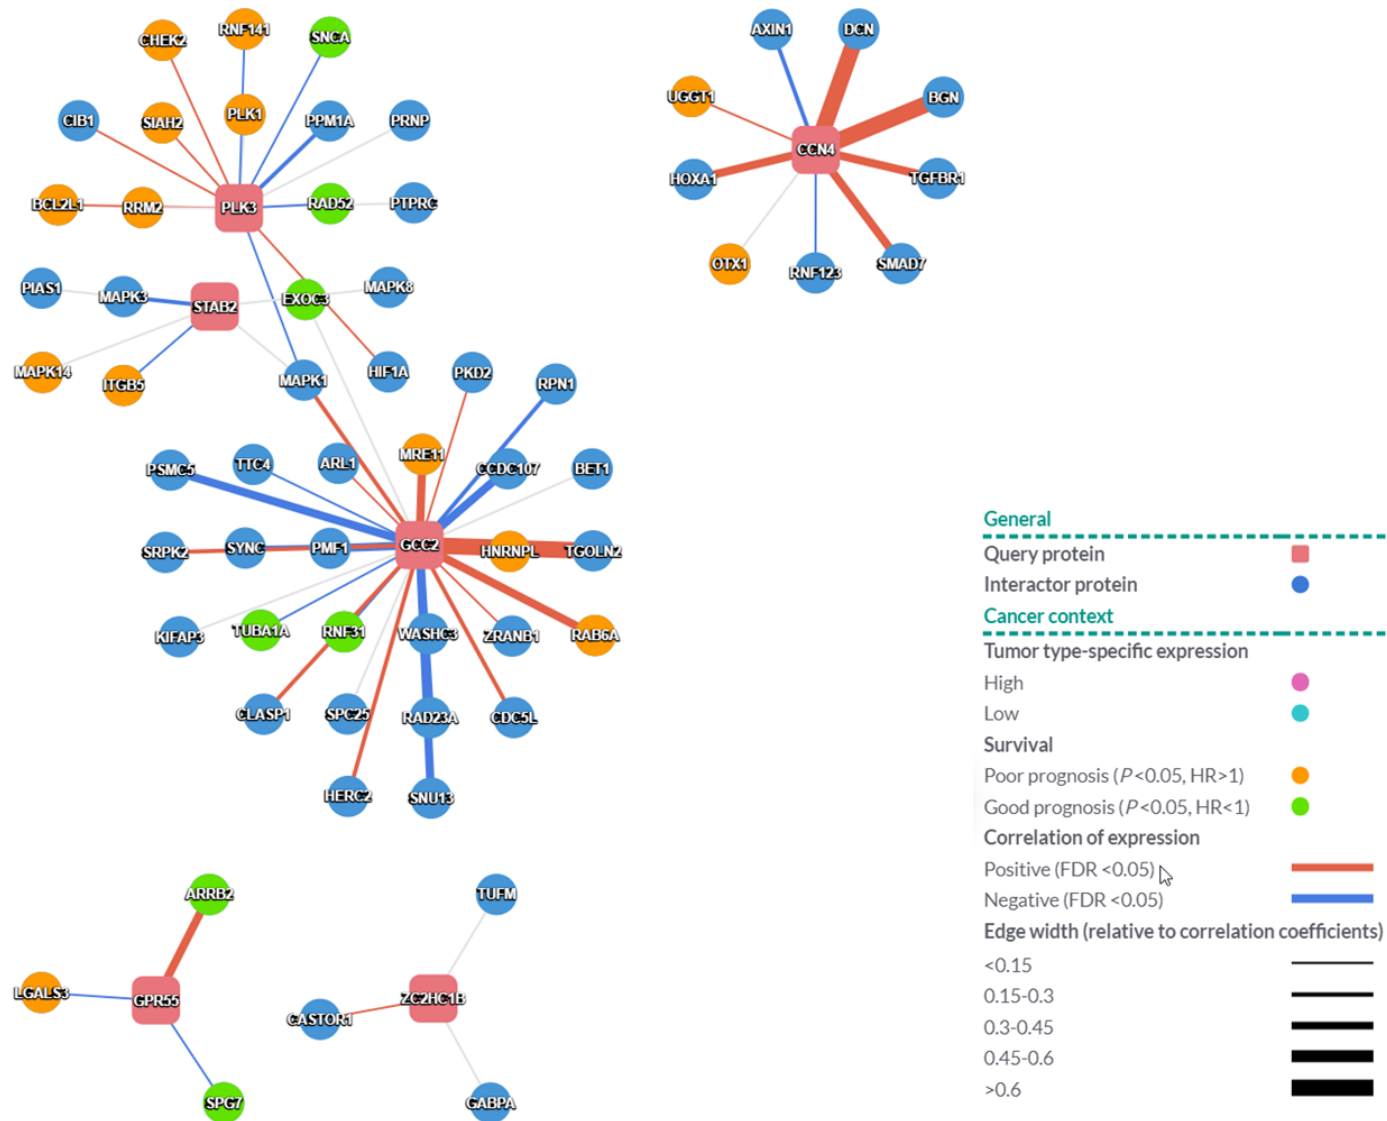 CHEK2
RNF141
SNCA
CIB1
SIAH2
PLK1
PPM1A
PRNP
BCL2L1
RRM2
PLK3
RAD52
PTPRC
PIAS1
MAPK3
STAB2
EXOC3
MAPK8
MAPK14
ITGB5
MAPK1
HIF1A
PKD2
RPN1
PSMC5
TTC4
ARL1
MRE11
CCDC107
BET1
SRPK2
SYNC
PMF1
GCC2
HNRNPL
TGOLN2
KIFAP3
TUBA1A
RNF31
WASHC3
ZRANB1
RAB6A
CLASP1
SPC25
RAD23A
CDC5L
HERC2
SNU13
AXIN1
DCN
UGGT1
BGN
CCN4
HOXA1
TGFBR1
OTX1
RNF123
SMAD7
ARRB2
LGALS3
GPR55
SPG7
TUFM
ZC2HC1B
CASTOR1
GABPA
General
Query protein
Interactor protein
Cancer context
Tumor type-specific expression
High
Low
Survival
Poor prognosis (P<0.05, HR>1)
Good prognosis (P<0.05, HR<1)
Correlation of expression
Positive (FDR <0.05)
Negative (FDR <0.05)
Edge width (relative to correlation coefficients)
<0.15
0.15-0.3
0.3-0.45
0.45-0.6
>0.6